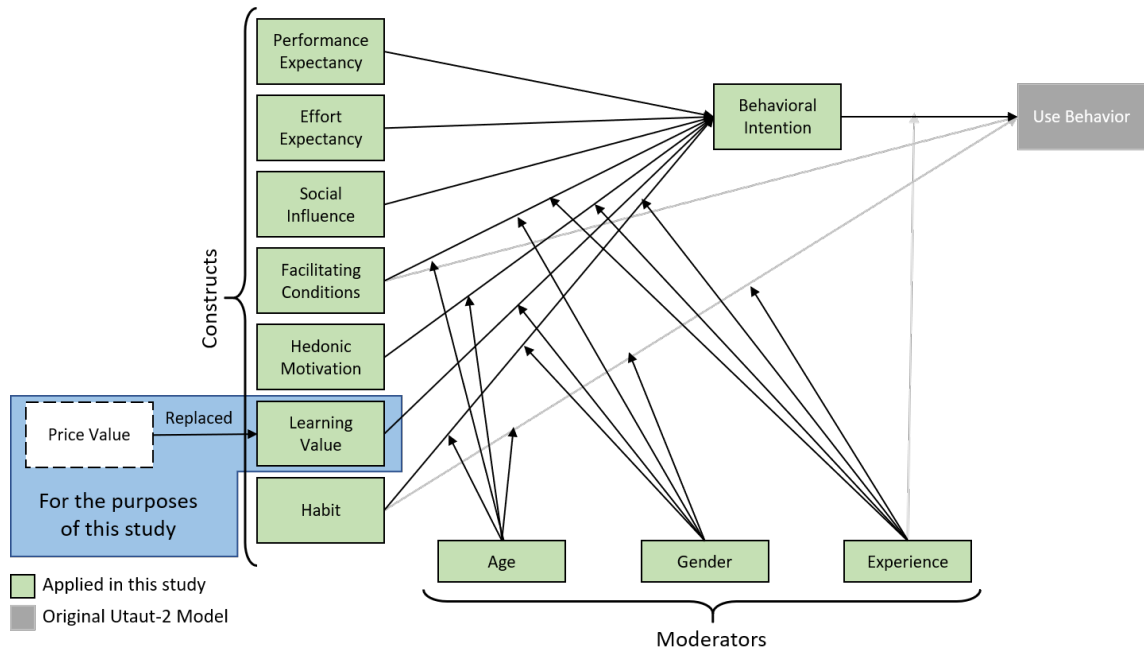 Performance
Expectancy
Effort
Expectancy
Social
Influence
Facilitating
Conditions
Hedonic
Motivation
Learning
Value
Habit
Constructs
Behavioral
Intention
Use Behavior
Price Value
Replaced
For the purposes
of this study
Age
Gender
Experience
Moderators
Applied in this study
Original Utaut-2 Model